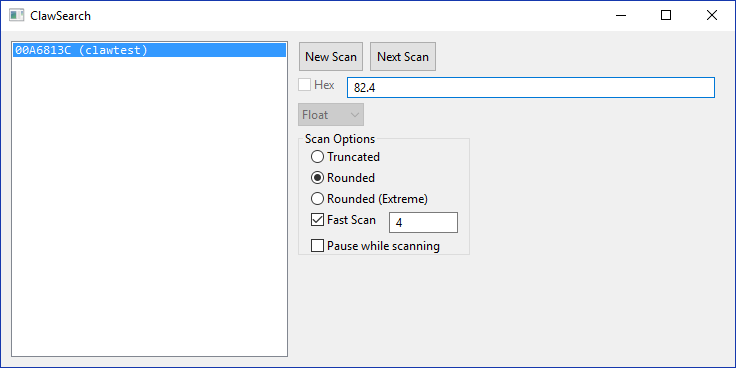 ClawSearch
00A6813C (clawtest)
New Scan
Next Scan
Hex
82.4
Float
Scan Options
Truncated
Rounded
Rounded (Extreme)
Fast Scan
4
Pause while scanning